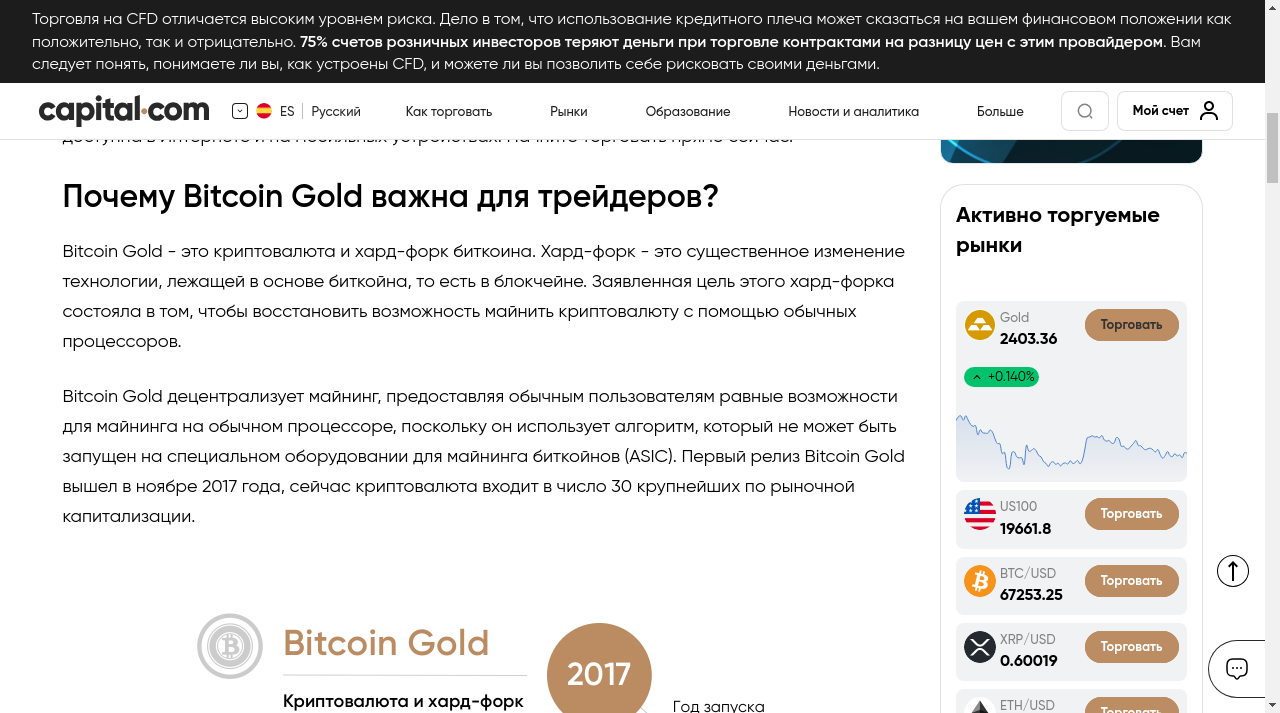 Торговля на CFD отличается высоким уровнем риска. Дело в том, что использование кредитного плеча может сказаться на вашем финансовом положении как
положительно, так и отрицательно. 75% счетов розничных инвесторов теряют деньги при торговле контрактами на разницу цен с этим провайдером. Вам
следует понять, понимаете ли вы, как устроены CFD, и можете ли вы позволить себе рисковать своими деньгами.
capital.com
ES | Русский
Как торговать
Рынки
Образование
Новости и аналитика
Больше
Мой счет
доступна в Интернете и на мобильных устройствах. Начните торговать прямо сейчас.
Почему Bitcoin Gold важна для трейдеров?
Bitcoin Gold - это криптовалюта и хард-форк биткоина. Хард-форк - это существенное изменение
технологии, лежащей в основе биткойна, то есть в блокчейне. Заявленная цель этого хард-форка
состояла в том, чтобы восстановить возможность майнить криптовалюту с помощью обычных
процессоров.
Bitcoin Gold децентрализует майнинг, предоставляя обычным пользователям равные возможности
для майнинга на обычном процессоре, поскольку он использует алгоритм, который не может быть
запущен на специальном оборудовании для майнинга биткойнов (ASIC). Первый релиз Bitcoin Gold
вышел в ноябре 2017 года, сейчас криптовалюта входит в число 30 крупнейших по рыночной
капитализации.
Bitcoin Gold
Криптовалюта и хард-форк
2017
Год запуска
Активно торгуемые
рынки
Gold
2403.36
Торговать
+0.140%
US100
19661.8
Торговать
BTC/USD
67253.25
Торговать
XRP/USD
0.60019
Торговать
ETH/USD
Торговать